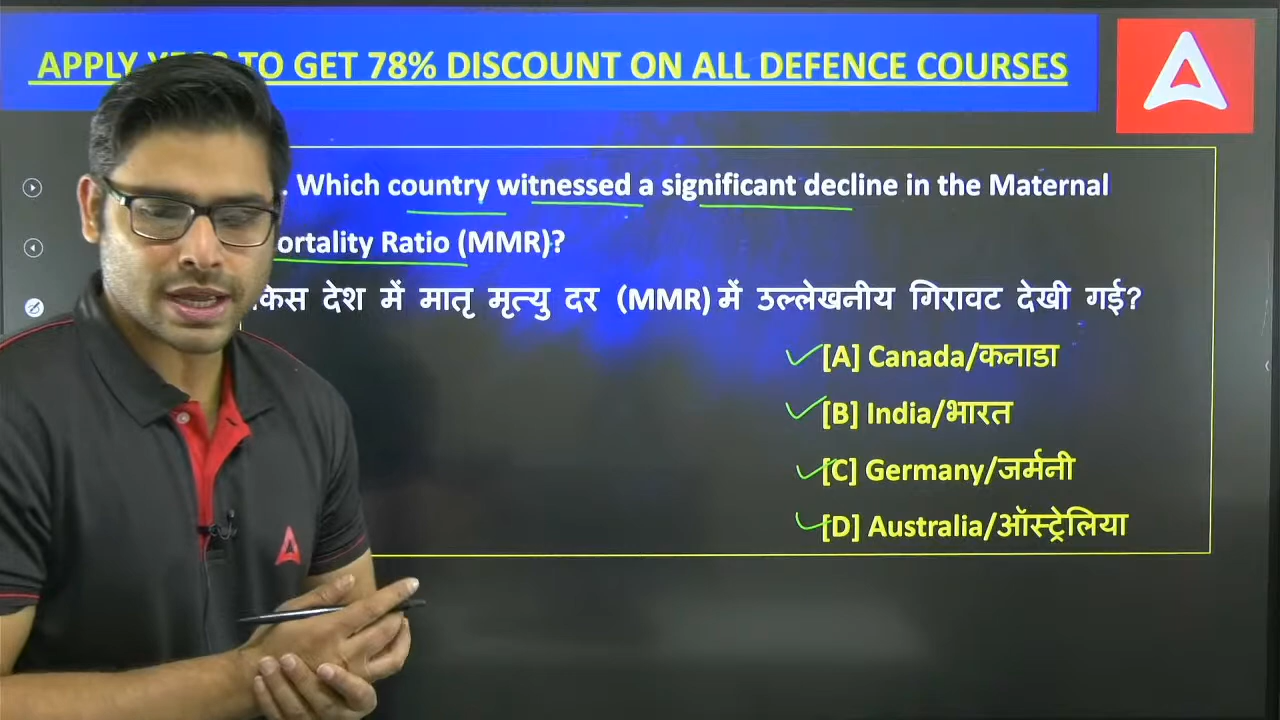 APPLY TO GET 78% DISCOUNT ON ALL DEFENCE COURSES
. Which country witnessed a significant decline in the Maternal
ortality Ratio (MMR)?
किस देश में मातृ मृत्यु दर (MMR) में उल्लेखनीय गिरावट देखी गई?
[A] Canada/कनाडा
[B] India/भारत
[C] Germany/जर्मनी
[D] Australia/ऑस्ट्रेलिया